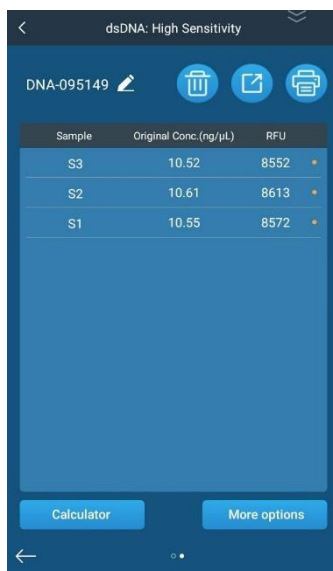 dsDNA: High Sensitivity
DNA-095149
Sample Original Conc.(ng/μL) RFU
S3 10.52 8552
S2 10.61 8613
S1 10.55 8572
Calculator More options